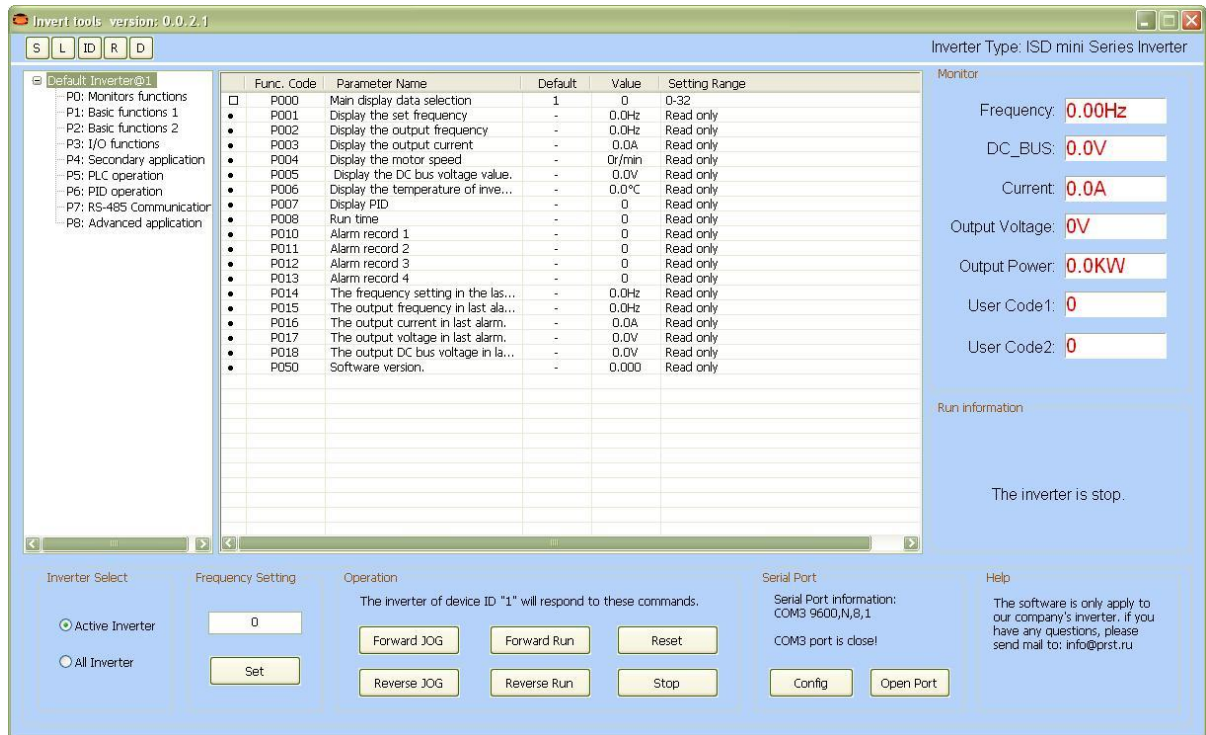 Invert tools version: 0.0.2.1
S L ID R D
Inverter Type: ISD mini Series Inverter
Default Inverter@1
P0: Monitors functions
P1: Basic functions 1
P2: Basic functions 2
P3: I/O functions
P4: Secondary application
P5: PLC operation
P6: PID operation
P7: RS-485 Communication
P8: Advanced application
Func. Code Parameter Name Default Value Setting Range
P000 Main display data selection 1 0 0-32
P001 Display the set frequency - 0.0Hz Read only
P002 Display the output frequency - 0.0Hz Read only
P003 Display the output current - 0.0A Read only
P004 Display the motor speed - 0r/min Read only
P005 Display the DC bus voltage value. - 0.0V Read only
P006 Display the temperature of inve... - 0.0°C Read only
P007 Display PID - 0 Read only
P008 Run time - 0 Read only
P010 Alarm record 1 - 0 Read only
P011 Alarm record 2 - 0 Read only
P012 Alarm record 3 - 0 Read only
P013 Alarm record 4 - 0 Read only
P014 The frequency setting in the las... - 0.0Hz Read only
P015 The output frequency in last ala... - 0.0Hz Read only
P016 The output current in last alarm. - 0.0A Read only
P017 The output voltage in last alarm. - 0.0V Read only
P018 The output DC bus voltage in la... - 0.0V Read only
P050 Software version. - 0.000 Read only
Monitor
Frequency: 0.00Hz
DC_BUS: 0.0V
Current: 0.0A
Output Voltage: 0V
Output Power: 0.0KW
User Code1: 0
User Code2: 0
Run information
The inverter is stop.
Inverter Select
Active Inverter
All Inverter
Frequency Setting
0
Set
Operation
The inverter of device ID "1" will respond to these commands.
Forward JOG Forward Run Reset
Reverse JOG Reverse Run Stop
Serial Port
Serial Port information:
COM3 9600,N,8,1
COM3 port is close!
Config Open Port
Help
The software is only apply to
our company's inverter. if you
have any questions, please
send mail to: info@prst.ru